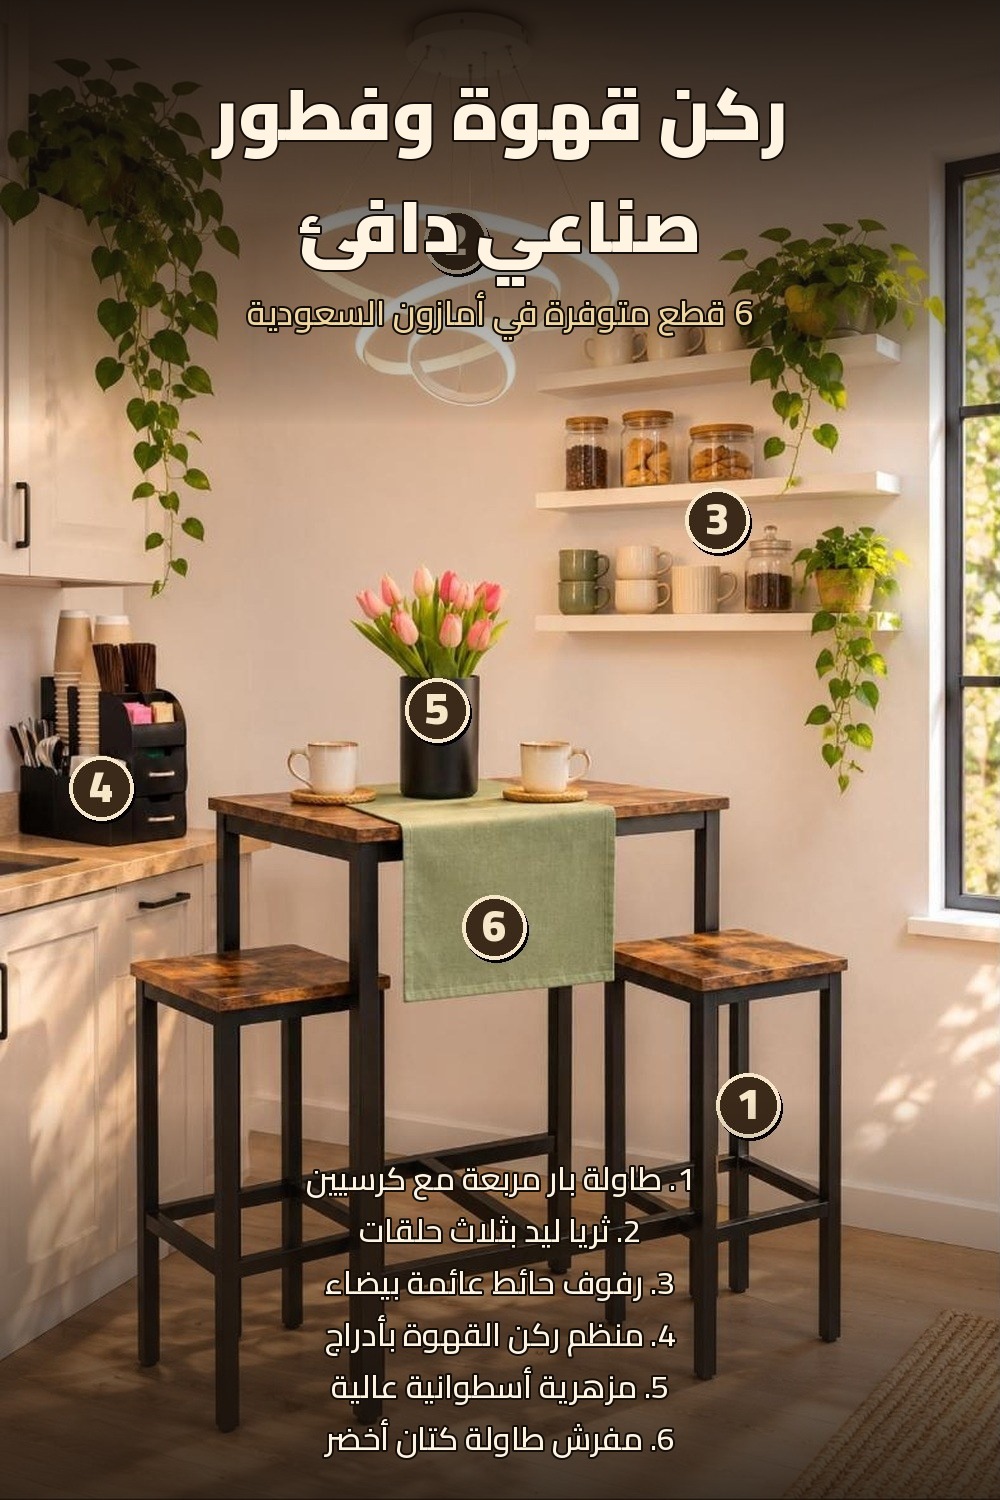 ركن قهوة وفطور
صناعي دافئ
6 قطع متوفرة في أمازون السعودية
3
5
4
6
1
1. طاولة بار مربعة مع كرسيين
2. ثريا ليد بثلاث حلقات
3. رفوف حائط عائمة بيضاء
4. منظم ركن القهوة بأدراج
5. مزهرية أسطوانية عالية
6. مفرش طاولة كتان أخضر